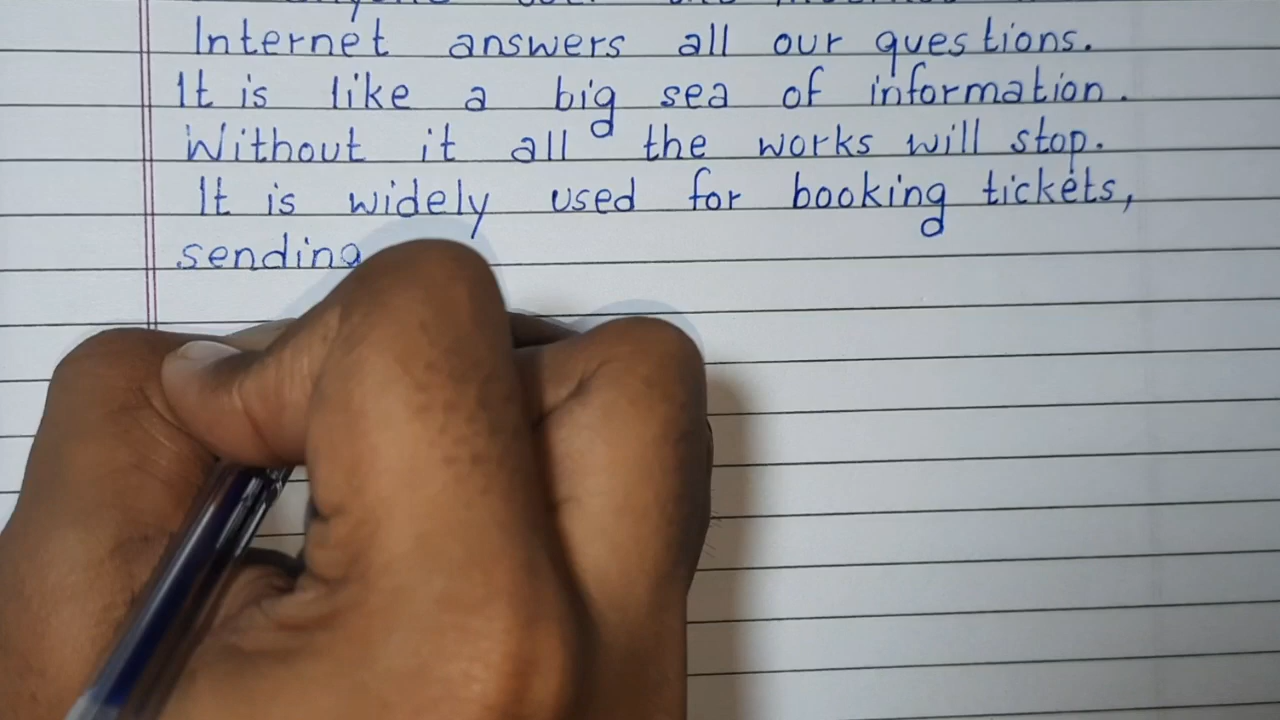 Internet answers all our questions.
It is like a big sea of information.
Without it all the works will stop.
It is widely used for booking tickets,
sending